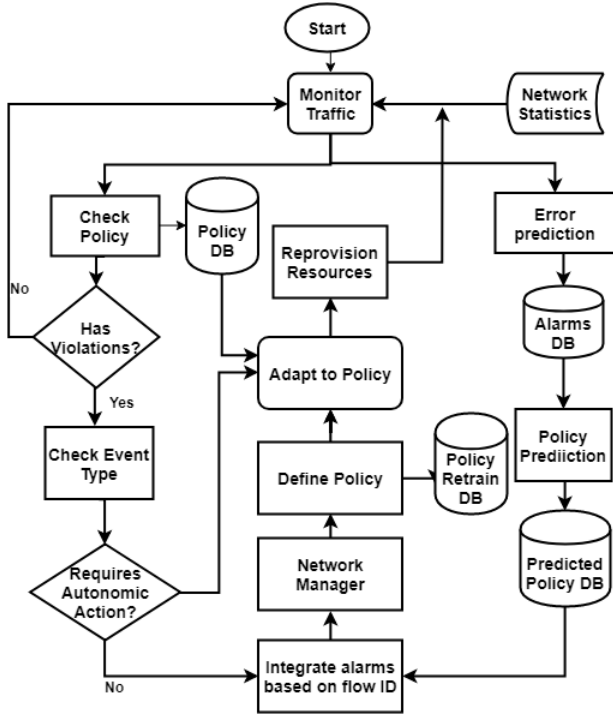 Start
Monitor
Traffic
Network
Statistics
Check
Policy
Policy
DB
Reprovision
Resources
Error
prediction
No
Has
Violations?
Alarms
DB
Adapt to Policy
Yes
Check Event
Type
Define Policy
Policy
Retrain
DB
Policy
Prediiction
Requires
Autonomic
Action?
Network
Manager
Predicted
Policy DB
No
Integrate alarms
based on flow ID